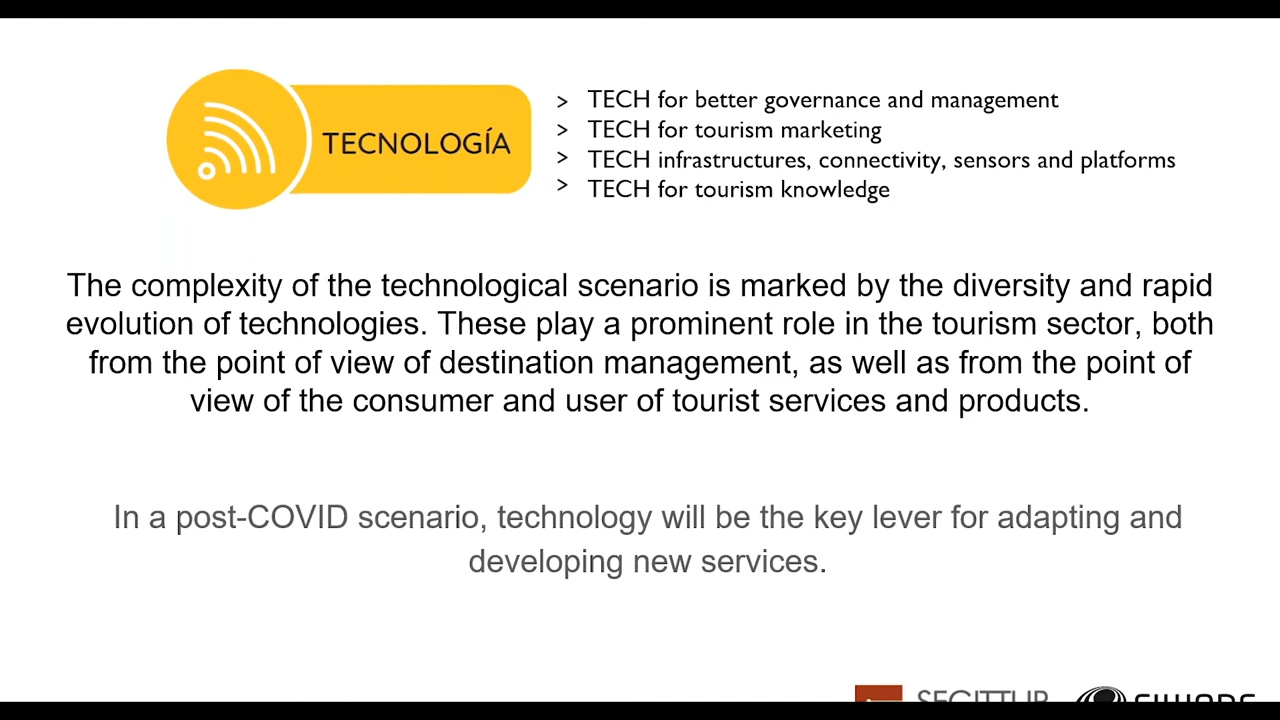 TECNOLOGÍA
> TECH for better governance and management
> TECH for tourism marketing
> TECH infrastructures, connectivity, sensors and platforms
> TECH for tourism knowledge
The complexity of the technological scenario is marked by the diversity and rapid
evolution of technologies. These play a prominent role in the tourism sector, both
from the point of view of destination management, as well as from the point of
view of the consumer and user of tourist services and products.
In a post-COVID scenario, technology will be the key lever for adapting and
developing new services.